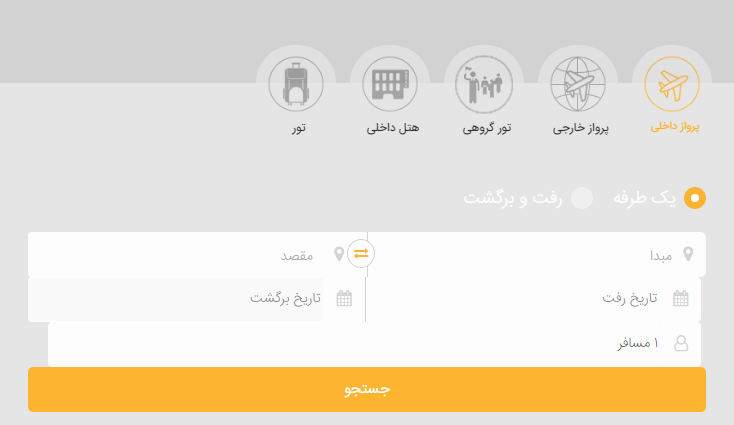 پرواز داخلی
پرواز خارجی
تور گروهی
هتل داخلی
تور
یک طرفه
رفت و برگشت
مبدا
مقصد
تاریخ رفت
تاریخ برگشت
۱ مسافر
جستجو